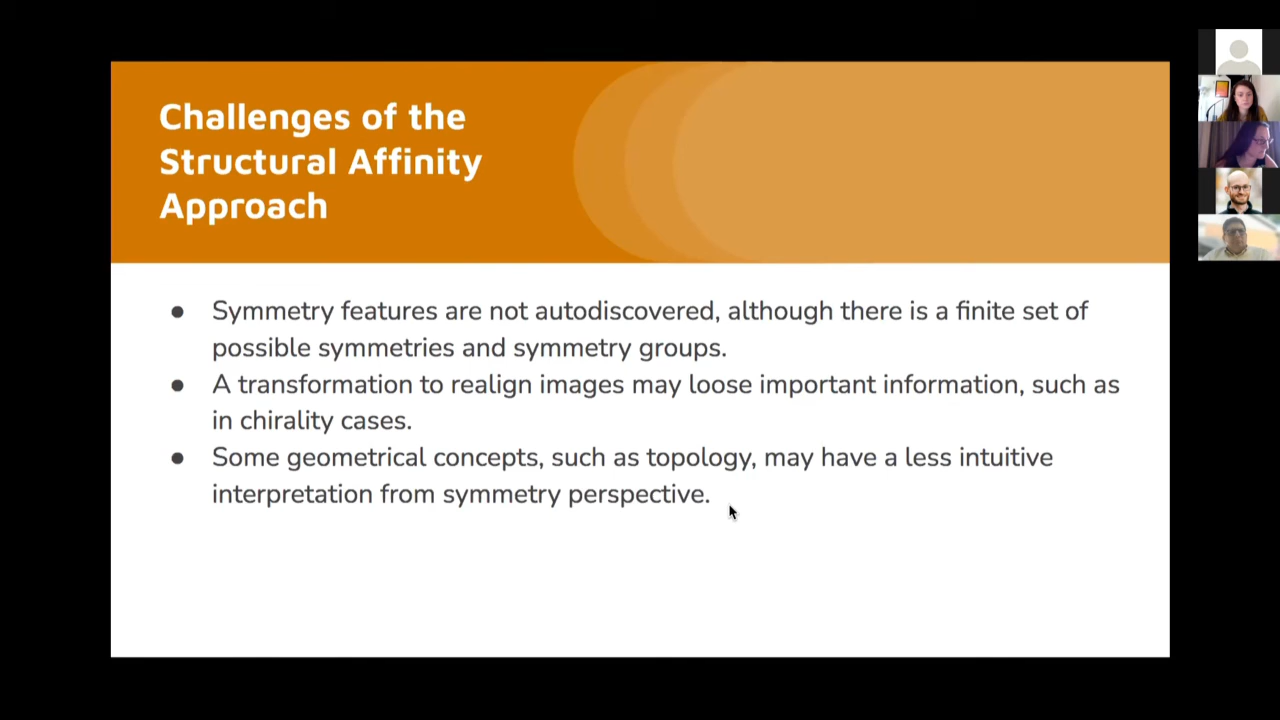 Challenges of the
Structural Affinity
Approach
● Symmetry features are not autodiscovered, although there is a finite set of
possible symmetries and symmetry groups.
● A transformation to realign images may loose important information, such as
in chirality cases.
● Some geometrical concepts, such as topology, may have a less intuitive
interpretation from symmetry perspective.